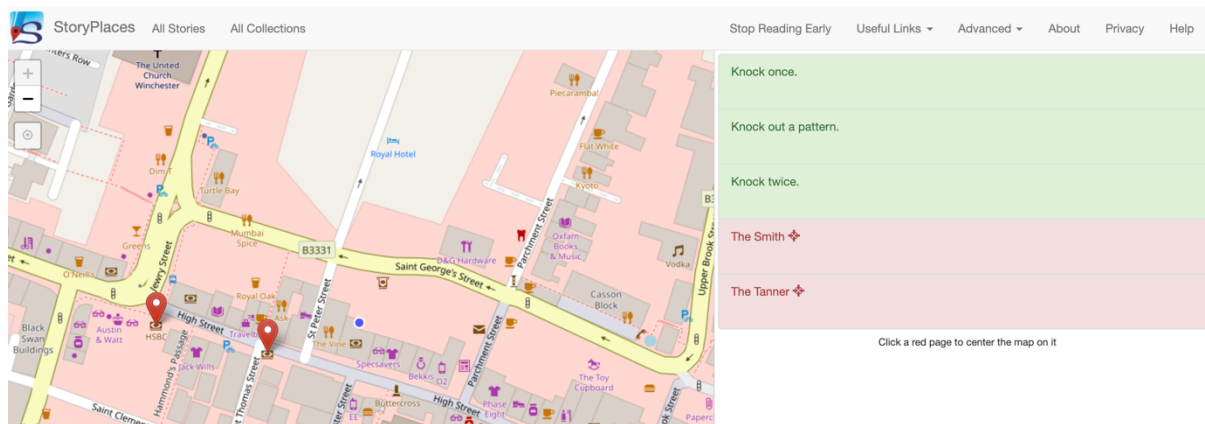 StoryPlaces All Stories All Collections Stop Reading Early Useful Links Advanced About Privacy Help
The United
Church
Winchester
Piecaramba!
Flat White
Royal Hotel
Dim T
Turtle Bay
Kyoto
Parchment Street
Mumbai
Spice
Greens
Jewry Street
B3331
Oxfam
Books
& Music
Vodka
Upper Brook Street
D&G Hardware
Saint George's Street
O'Neills
Royal Oak
St Peter Street
Casson
Block
Black
Swan
Buildings
Austin
& Watt
HSBC
High Street
Ask
The Vine
Hammond's Passage
Jack Wills
Specsavers
Bekkis
O2
Parchment Street
The Toy
Cupboard
Thomas Street
Buttercross
High Street
Phase
Eight
EE
Saint Cleme
+
−
Knock once.
Knock out a pattern.
Knock twice.
The Smith
The Tanner
Click a red page to center the map on it